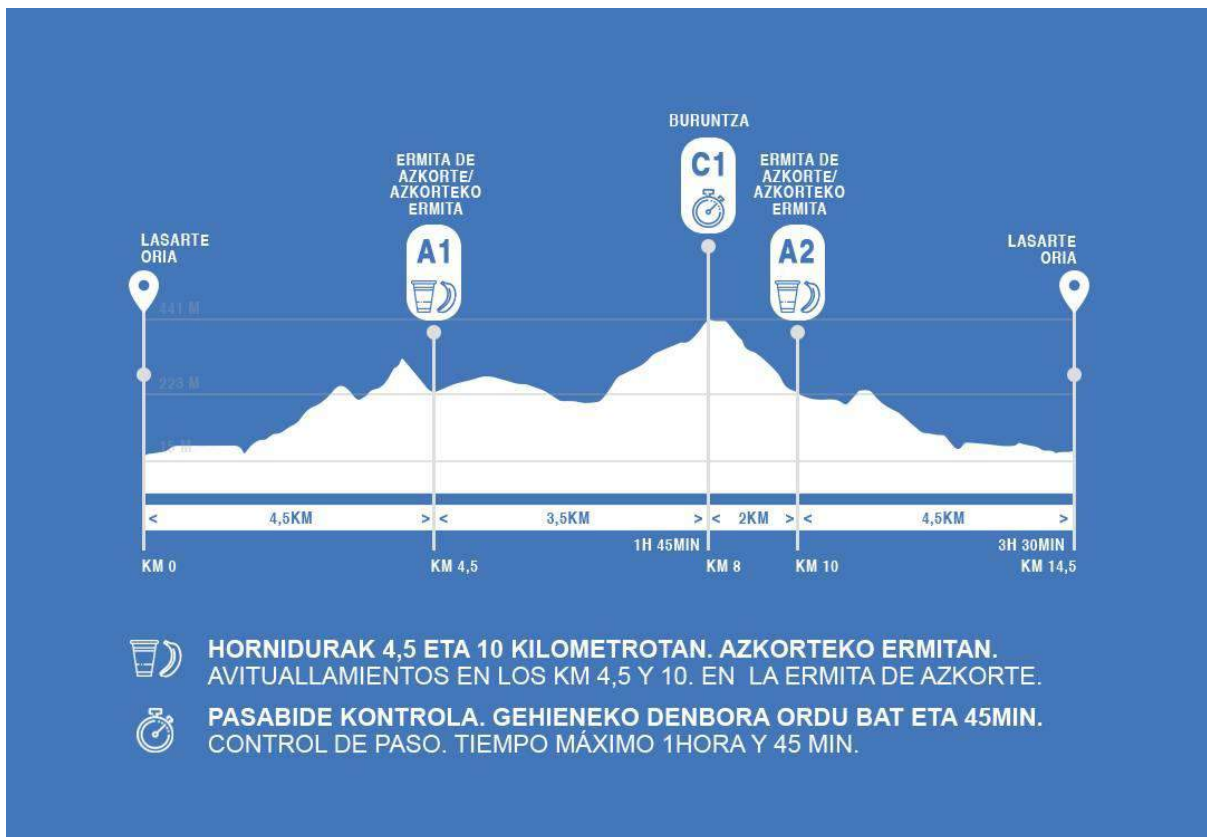 BURUNTZA
C1
ERMITA DE
AZKORTE/
AZKORTEKO
ERMITA
A1
ERMITA DE
AZKORTE/
AZKORTEKO
ERMITA
A2
LASARTE
ORIA
LASARTE
ORIA
441 M
223 M
15 M
< 4,5KM >
< 3,5KM >
< 2KM >
< 4,5KM >
1H 45MIN
3H 30MIN
KM 0
KM 4,5
KM 8
KM 10
KM 14,5
HORNIDURAK 4,5 ETA 10 KILOMETROTAN. AZKORTEKO ERMITAN.
AVITUALLAMIENTOS EN LOS KM 4,5 Y 10. EN LA ERMITA DE AZKORTE.
PASABIDE KONTROLA. GEHIENEKO DENBORA ORDU BAT ETA 45MIN.
CONTROL DE PASO. TIEMPO MÁXIMO 1HORA Y 45 MIN.